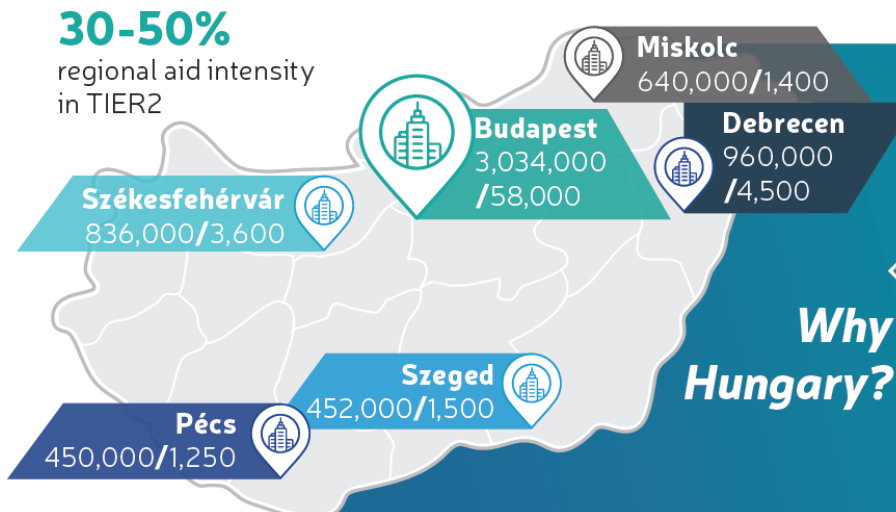 30-50%
regional aid intensity
in TIER2
Miskolc
640,000/1,400
Budapest
3,034,000
/58,000
Debrecen
960,000
/4,500
Székesfehérvár
836,000/3,600
Why
Hungary?
Szeged
452,000/1,500
Pécs
450,000/1,250